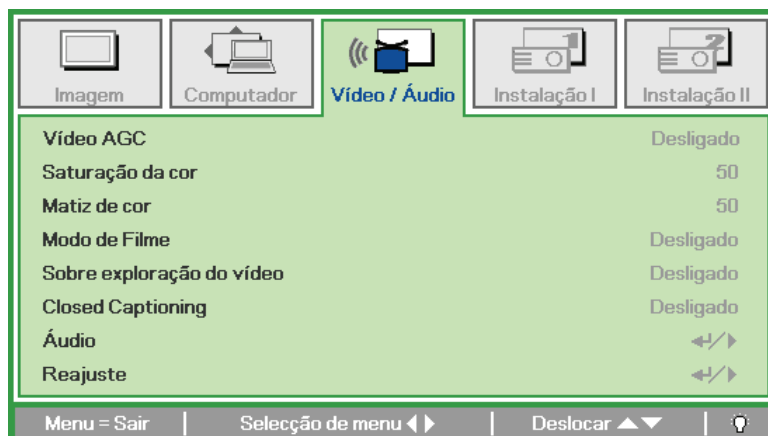 Imagem Computador Vídeo / Áudio Instalação I Instalação II
Vídeo AGC Desligado
Saturação da cor 50
Matiz de cor 50
Modo de Filme Desligado
Sobre exploração do vídeo Desligado
Closed Captioning Desligado
Áudio
Reajuste
Menu = Sair Selecção de menu Deslocar